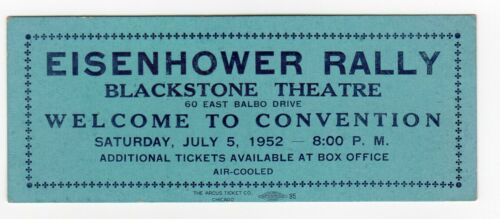 EISENHOWER RALLY
BLACKSTONE THEATRE
60 EAST BALBO DRIVE
WELCOME TO CONVENTION
SATURDAY, JULY 5, 1952 — 8:00 P. M.
ADDITIONAL TICKETS AVAILABLE AT BOX OFFICE
AIR-COOLED
THE ARCUS TICKET CO.
CHICAGO
85